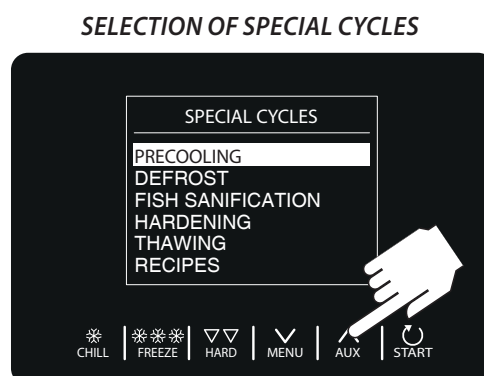 SELECTION OF SPECIAL CYCLES
SPECIAL CYCLES
PRECOOLING
DEFROST
FISH SANIFICATION
HARDENING
THAWING
RECIPES
CHILL FREEZE HARD MENU AUX START